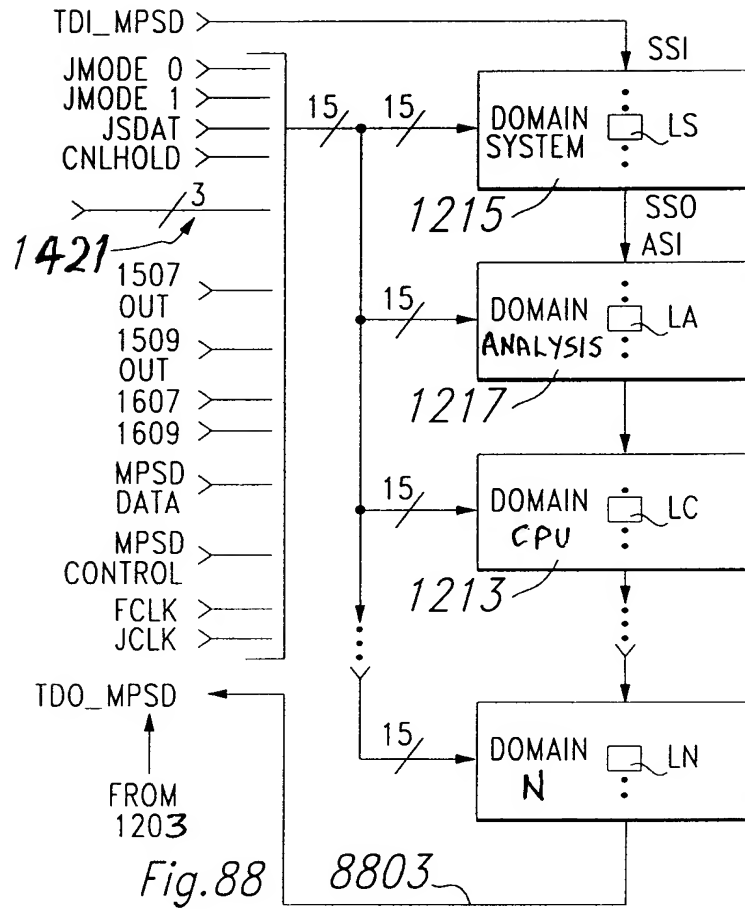 TDI_MPSD
SSI
JMODE 0
JMODE 1
JSDAT
CNLHOLD
15
15
DOMAIN
SYSTEM
LS
3
1421
1215
SSO
ASI
1507
OUT
15
DOMAIN
ANALYSIS
LA
1509
OUT
1217
1607
1609
MPSD
DATA
15
DOMAIN
CPU
LC
MPSD
CONTROL
1213
FCLK
JCLK
TDO_MPSD
15
DOMAIN
N
LN
FROM
1203
Fig.88
8803